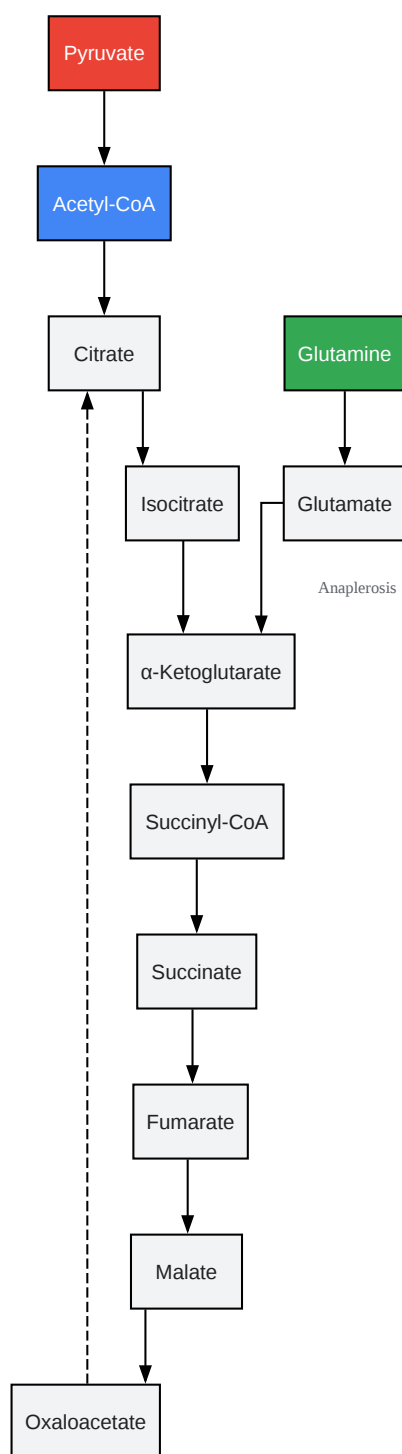 Pyruvate
Acetyl-CoA
Citrate
Glutamine
Isocitrate
Glutamate
Anaplerosis
α-Ketoglutarate
Succinyl-CoA
Succinate
Fumarate
Malate
Oxaloacetate